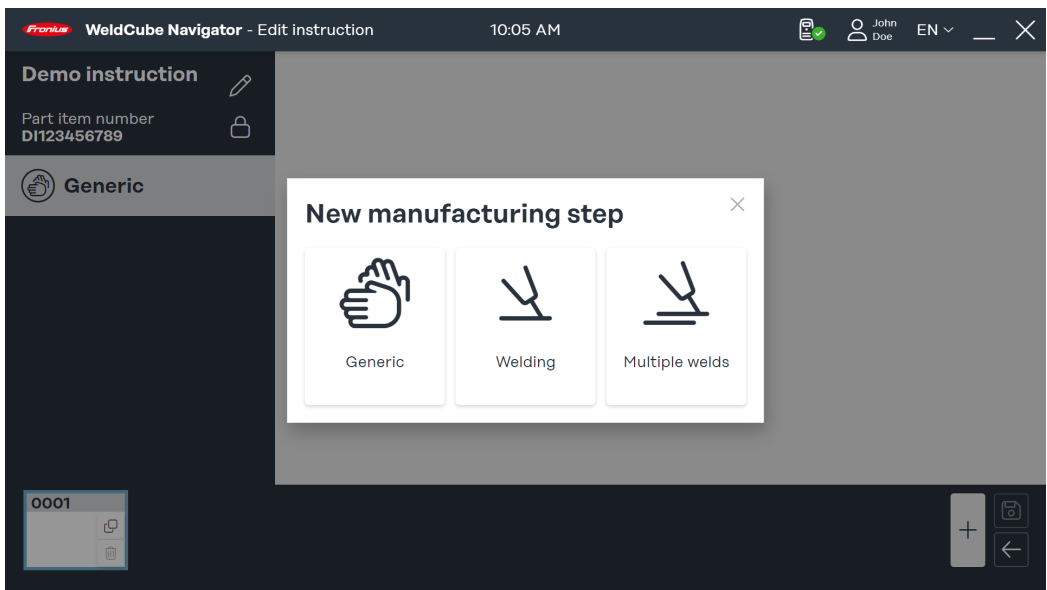 Fronius WeldCube Navigator - Edit instruction 10:05 AM John Doe EN
Demo instruction
Part item number
DI123456789
Generic
New manufacturing step
Generic Welding Multiple welds
0001